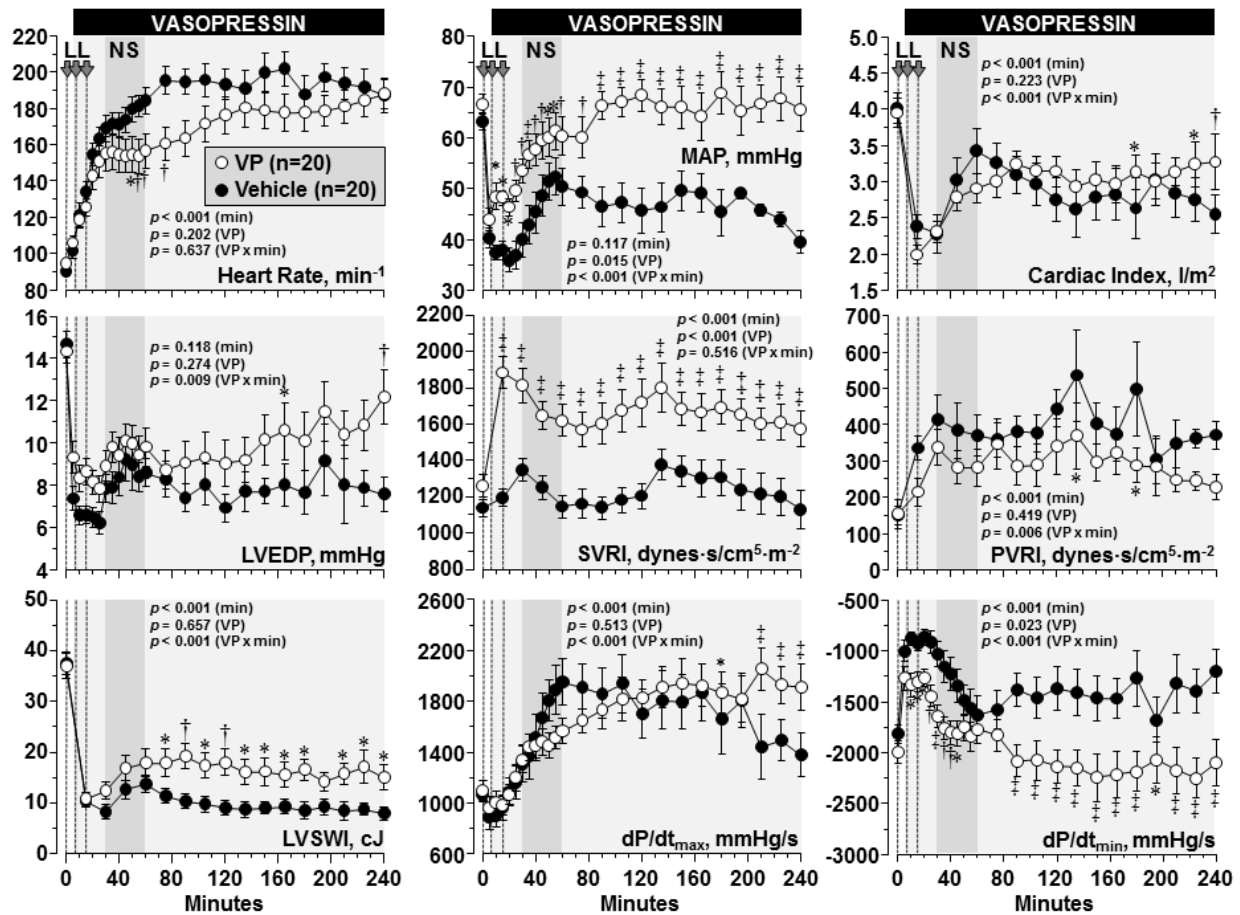 VASOPRESSIN
VASOPRESSIN
VASOPRESSIN
220
200
180
160
140
120
100
80
LL
NS
VP (n=20)
Vehicle (n=20)
* † † †
p < 0.001 (min)
p = 0.202 (VP)
p = 0.637 (VP x min)
Heart Rate, min-1
80
70
60
50
40
30
LL
NS
MAP, mmHg
p = 0.117 (min)
p = 0.015 (VP)
p < 0.001 (VP x min)
5.0
4.5
4.0
3.5
3.0
2.5
2.0
1.5
LL
NS
p < 0.001 (min)
p = 0.223 (VP)
p < 0.001 (VP x min)
* * †
Cardiac Index, l/m2
16
14
12
10
8
6
4
p = 0.118 (min)
p = 0.274 (VP)
p = 0.009 (VP x min)
* †
LVEDP, mmHg
2200
2000
1800
1600
1400
1200
1000
800
p < 0.001 (min)
p < 0.001 (VP)
p = 0.516 (VP x min)
SVRI, dynes·s/cm5·m-2
700
600
500
400
300
200
100
0
* *
p < 0.001 (min)
p = 0.419 (VP)
p = 0.006 (VP x min)
PVRI, dynes·s/cm5·m-2
50
40
30
20
10
0
p < 0.001 (min)
p = 0.657 (VP)
p < 0.001 (VP x min)
* † * † * * * * * * * *
LVSWI, cJ
0 40 80 120 160 200 240
Minutes
2600
2200
1800
1400
1000
600
p < 0.001 (min)
p = 0.513 (VP)
p < 0.001 (VP x min)
* ‡ ‡ ‡
dP/dtmax, mmHg/s
0 40 80 120 160 200 240
Minutes
-500
-1000
-1500
-2000
-2500
-3000
p < 0.001 (min)
p = 0.023 (VP)
p < 0.001 (VP x min)
dP/dtmin, mmHg/s
0 40 80 120 160 200 240
Minutes